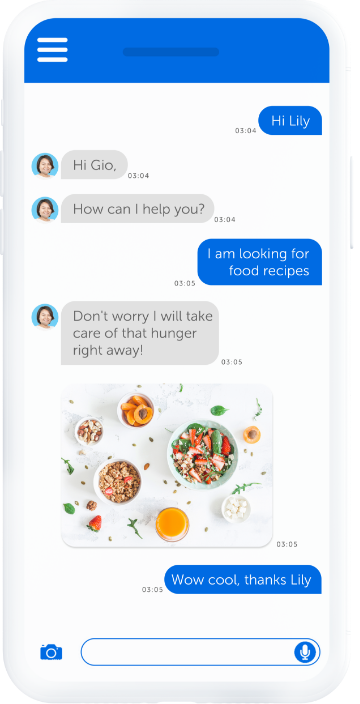 Hi Lily
03:04
Hi Gio,
03:04
How can I help you?
03:04
I am looking for
food recipes
03:05
Don't worry I will take
care of that hunger
right away!
03:05
03:05
Wow cool, thanks Lily
03:05